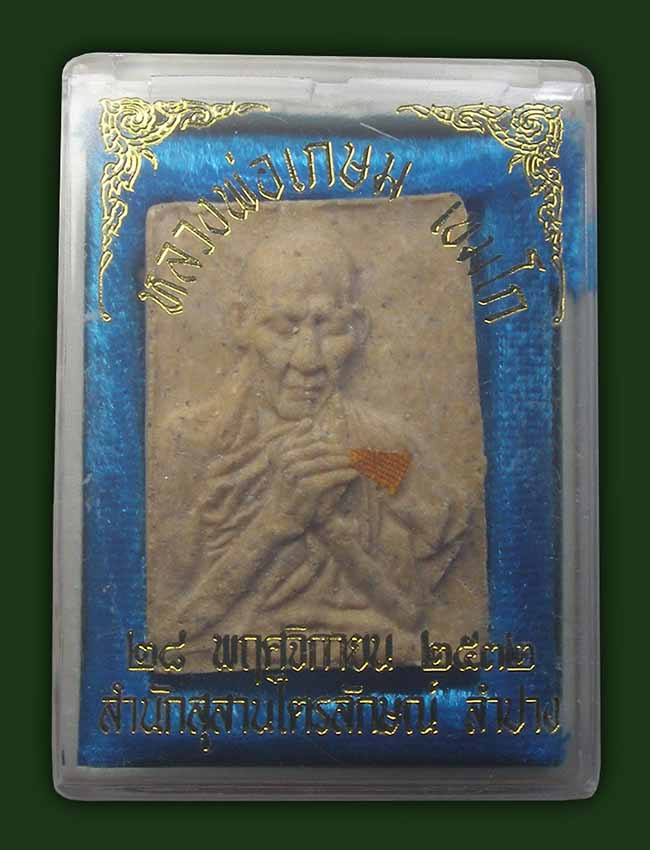 หลวงพ่อเกษม เขมโก
๒๘ พฤศจิกายน ๒๕๓๒
สำนักสุสานไตรลักษณ์ ลำปาง